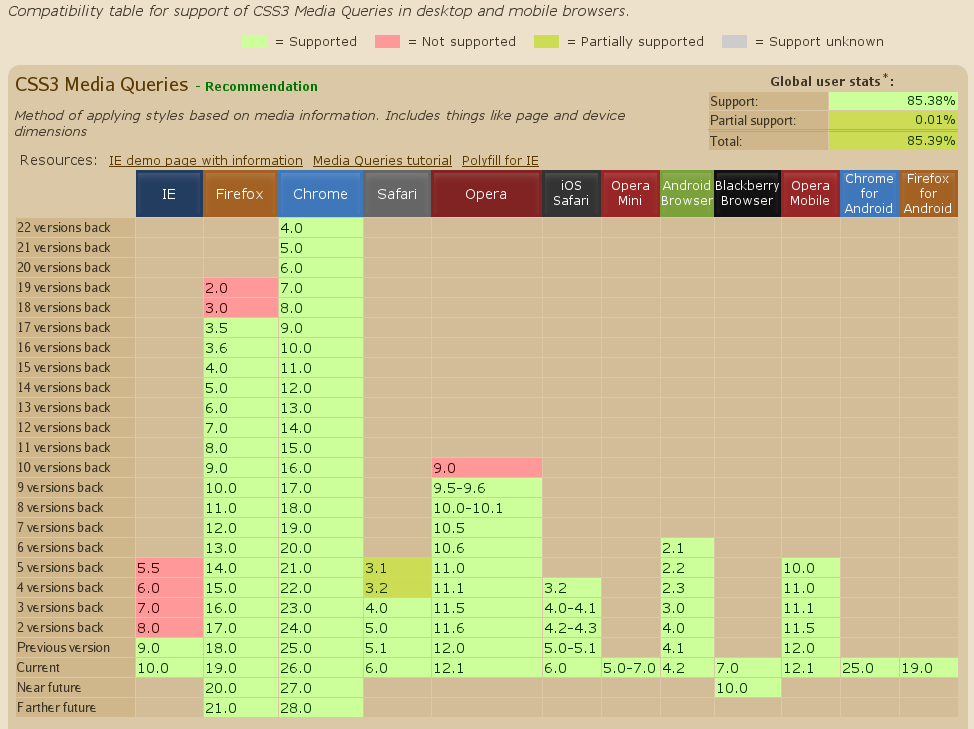 Compatibility table for support of CSS3 Media Queries in desktop and mobile browsers.
= Supported = Not supported = Partially supported = Support unknown
CSS3 Media Queries - Recommendation
Method of applying styles based on media information. Includes things like page and device
dimensions
Global user stats*:
Support: 85.38%
Partial support: 0.01%
Total: 85.39%
Resources: IE demo page with information Media Queries tutorial Polyfill for IE
IE Firefox Chrome Safari Opera iOS Safari Opera Mini Android Browser Blackberry Browser Opera Mobile Chrome for Android Firefox for Android
22 versions back 4.0
21 versions back 5.0
20 versions back 6.0
19 versions back 2.0 7.0
18 versions back 3.0 8.0
17 versions back 3.5 9.0
16 versions back 3.6 10.0
15 versions back 4.0 11.0
14 versions back 5.0 12.0
13 versions back 6.0 13.0
12 versions back 7.0 14.0
11 versions back 8.0 15.0
10 versions back 9.0 16.0 9.0
9 versions back 10.0 17.0 9.5-9.6
8 versions back 11.0 18.0 10.0-10.1
7 versions back 12.0 19.0 10.5
6 versions back 13.0 20.0 10.6 2.1
5 versions back 5.5 14.0 21.0 3.1 11.0 2.2 10.0
4 versions back 6.0 15.0 22.0 3.2 11.1 3.2 2.3 11.0
3 versions back 7.0 16.0 23.0 4.0 11.5 4.0-4.1 3.0 11.1
2 versions back 8.0 17.0 24.0 5.0 11.6 4.2-4.3 4.0 11.5
Previous version 9.0 18.0 25.0 5.1 12.0 5.0-5.1 4.1 12.0
Current 10.0 19.0 26.0 6.0 12.1 6.0 5.0-7.0 4.2 7.0 12.1 25.0 19.0
Near future 20.0 27.0 10.0
Farther future 21.0 28.0